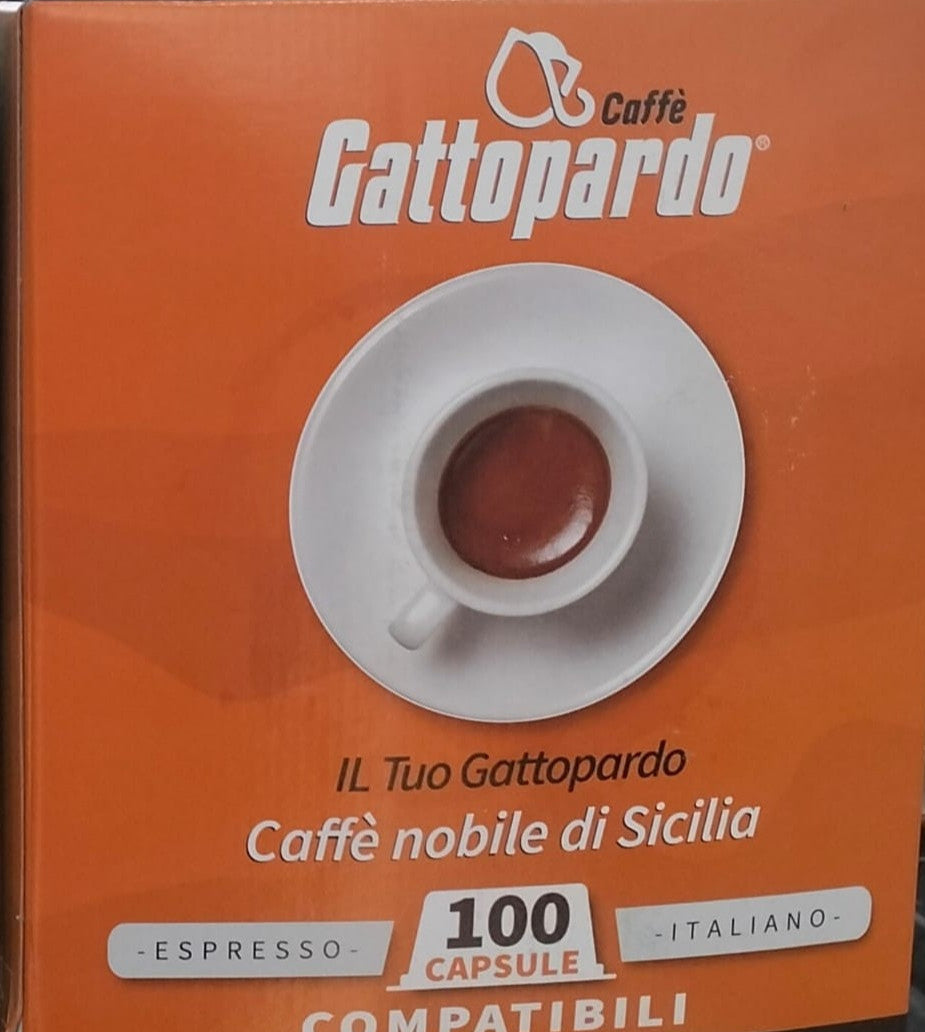 Caffè
Gattopardo®
IL Tuo Gattopardo
Caffè nobile di Sicilia
100
CAPSULE
-ESPRESSO-
-ITALIANO-
COMPATIBILI